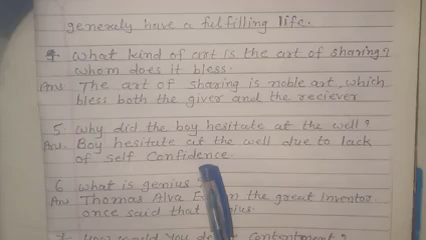 generally have a fulfilling life.
4. What kind of art is the art of sharing?
whom does it bless.
Ans The art of sharing is noble art, which
bless both the giver and the reciever
5. Why did the boy hesitate at the well?
Ans. Boy hesitate at the well due to lack
of self Confidence.
6 What is genius
Ans Thomas Alva the great Inventor
once said that